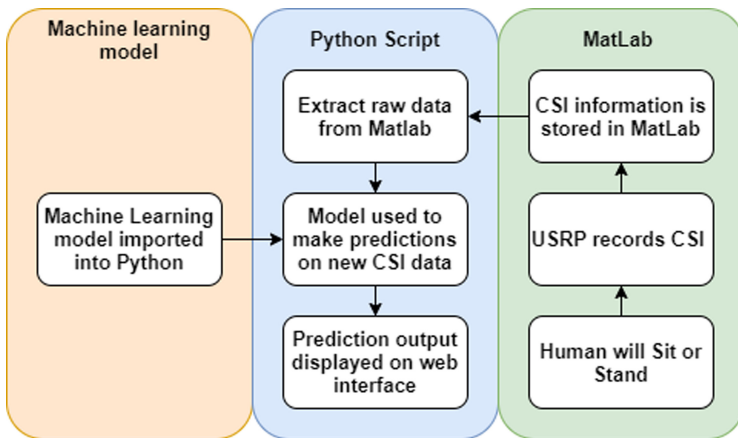 Machine learning
model
Python Script
MatLab
Extract raw data
from Matlab
CSI information is
stored in MatLab
Machine Learning
model imported
into Python
Model used to
make predictions
on new CSI data
USRP records CSI
Prediction output
displayed on web
interface
Human will Sit or
Stand